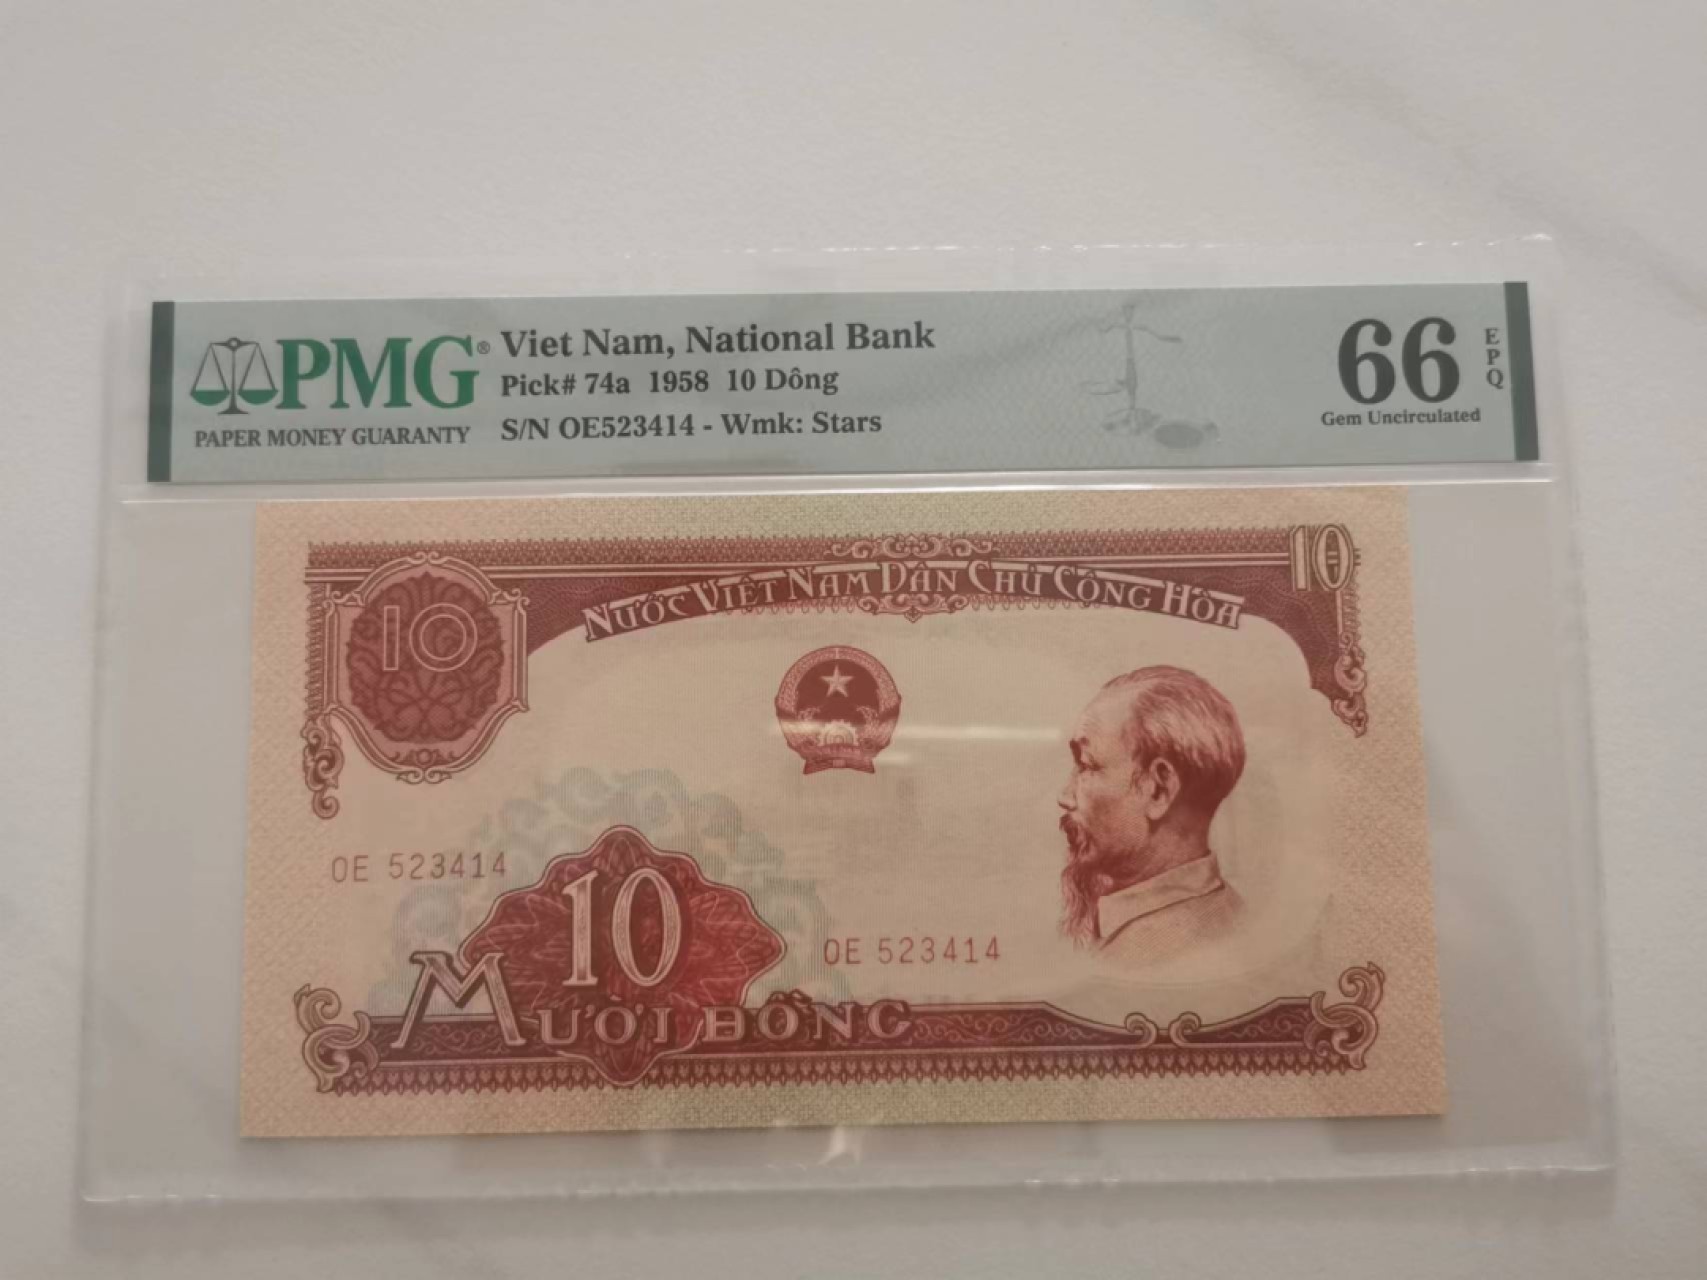 PMG®
PAPER MONEY GUARANTY
Viet Nam, National Bank
Pick# 74a 1958 10 Dông
S/N OE523414 - Wmk: Stars
66
EPQ
Gem Uncirculated
10
10
NƯỚC VIỆT NAM DÂN CHỦ CỘNG HÒA
OE 523414
10
OE 523414
MƯỜI ĐỒNG